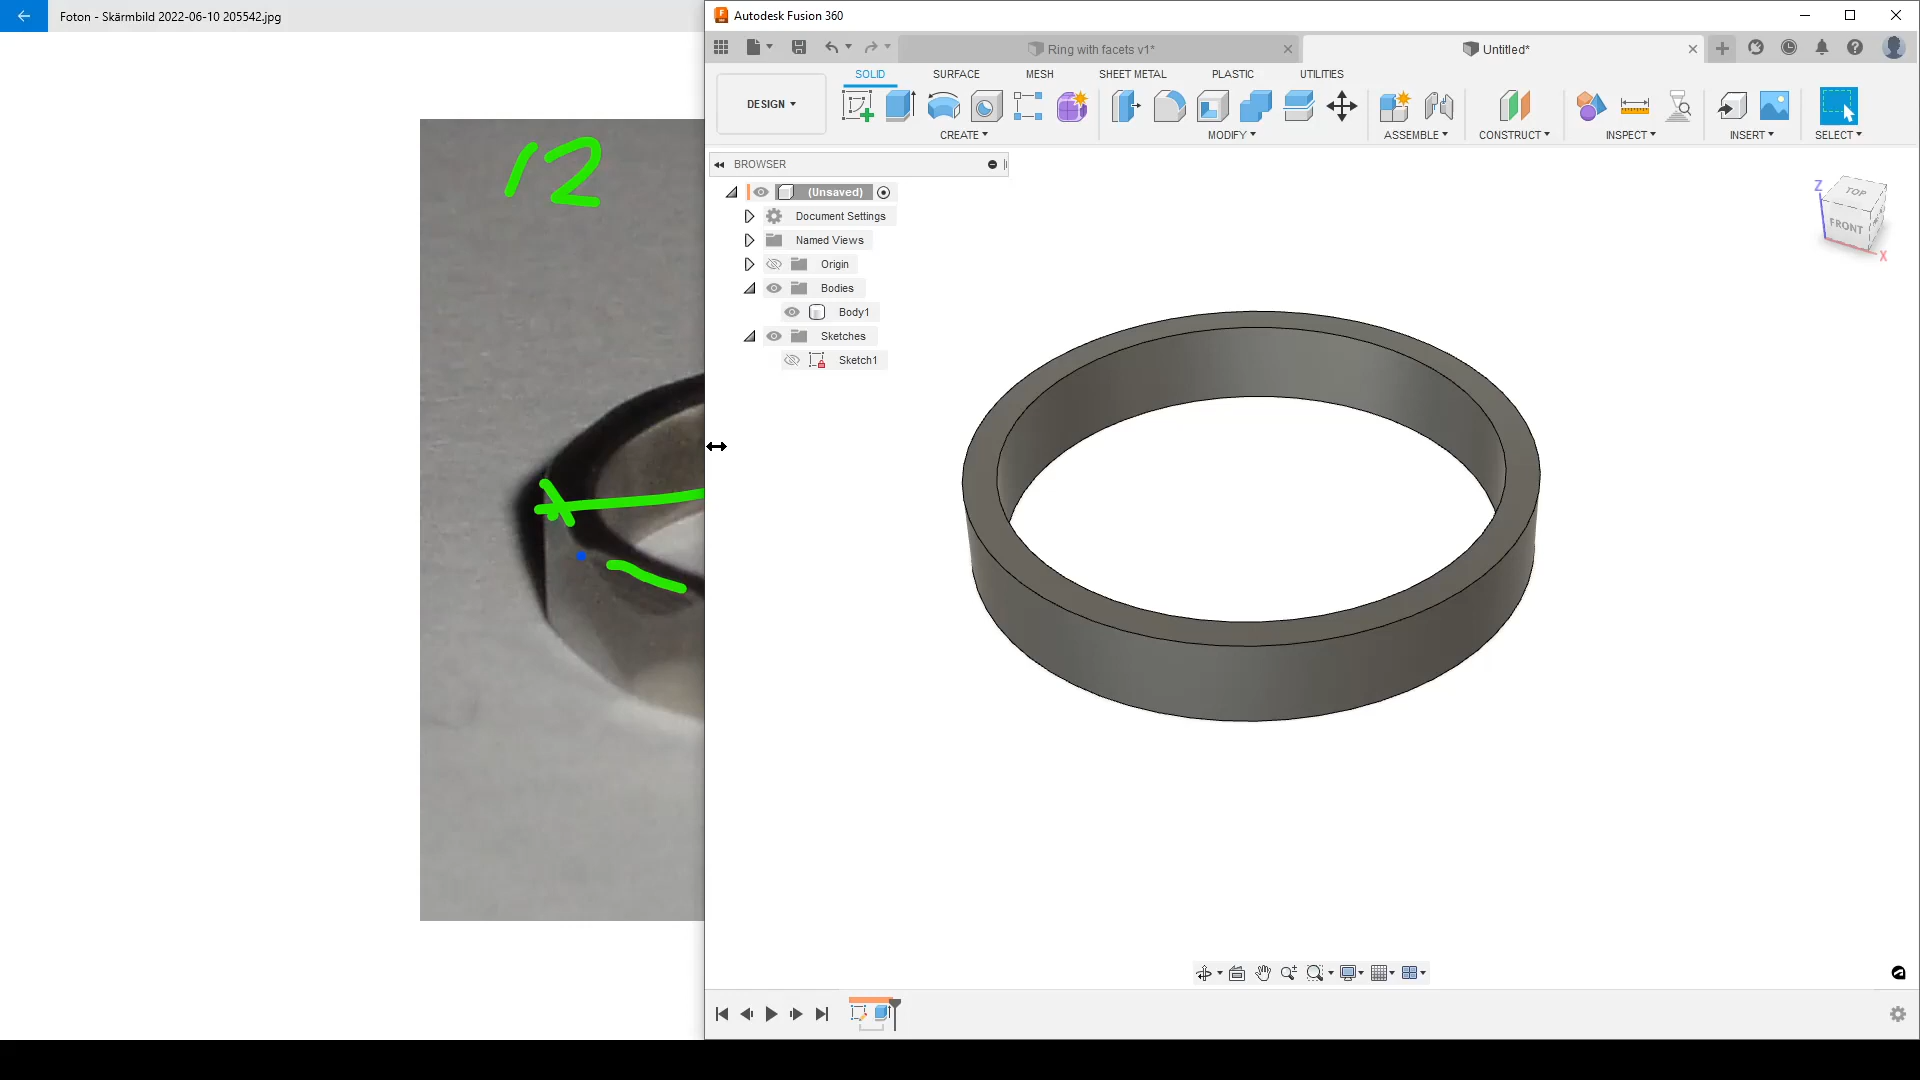 Foton - Skärmbild 2022-06-10 205542.jpg
Autodesk Fusion 360
Ring with facets v1*
Untitled*
SOLID SURFACE MESH SHEET METAL PLASTIC UTILITIES
DESIGN
CREATE MODIFY ASSEMBLE CONSTRUCT INSPECT INSERT SELECT
BROWSER
(Unsaved)
Document Settings
Named Views
Origin
Bodies
Body1
Sketches
Sketch1
12
Z
TOP
FRONT
X